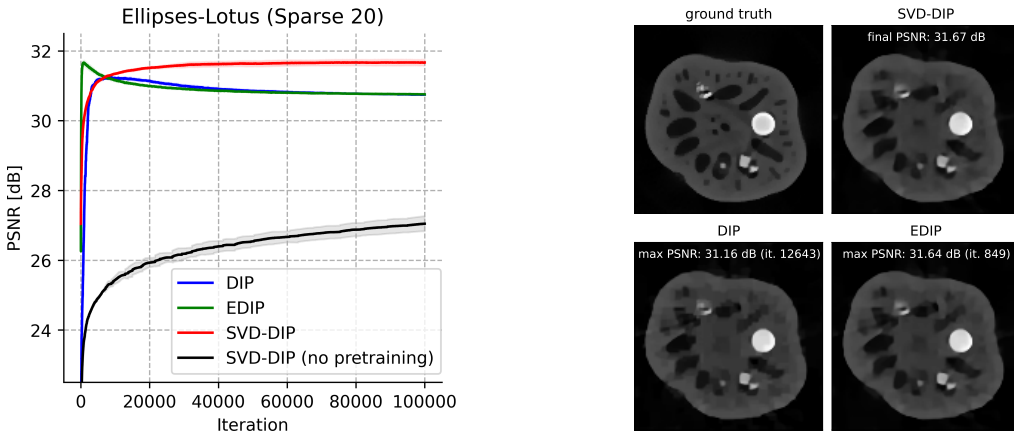 Ellipses-Lotus (Sparse 20)
PSNR [dB]
32
30
28
26
24
DIP
EDIP
SVD-DIP
SVD-DIP (no pretraining)
0 20000 40000 60000 80000 100000
Iteration
ground truth
SVD-DIP
final PSNR: 31.67 dB
DIP
max PSNR: 31.16 dB (it. 12643)
EDIP
max PSNR: 31.64 dB (it. 849)